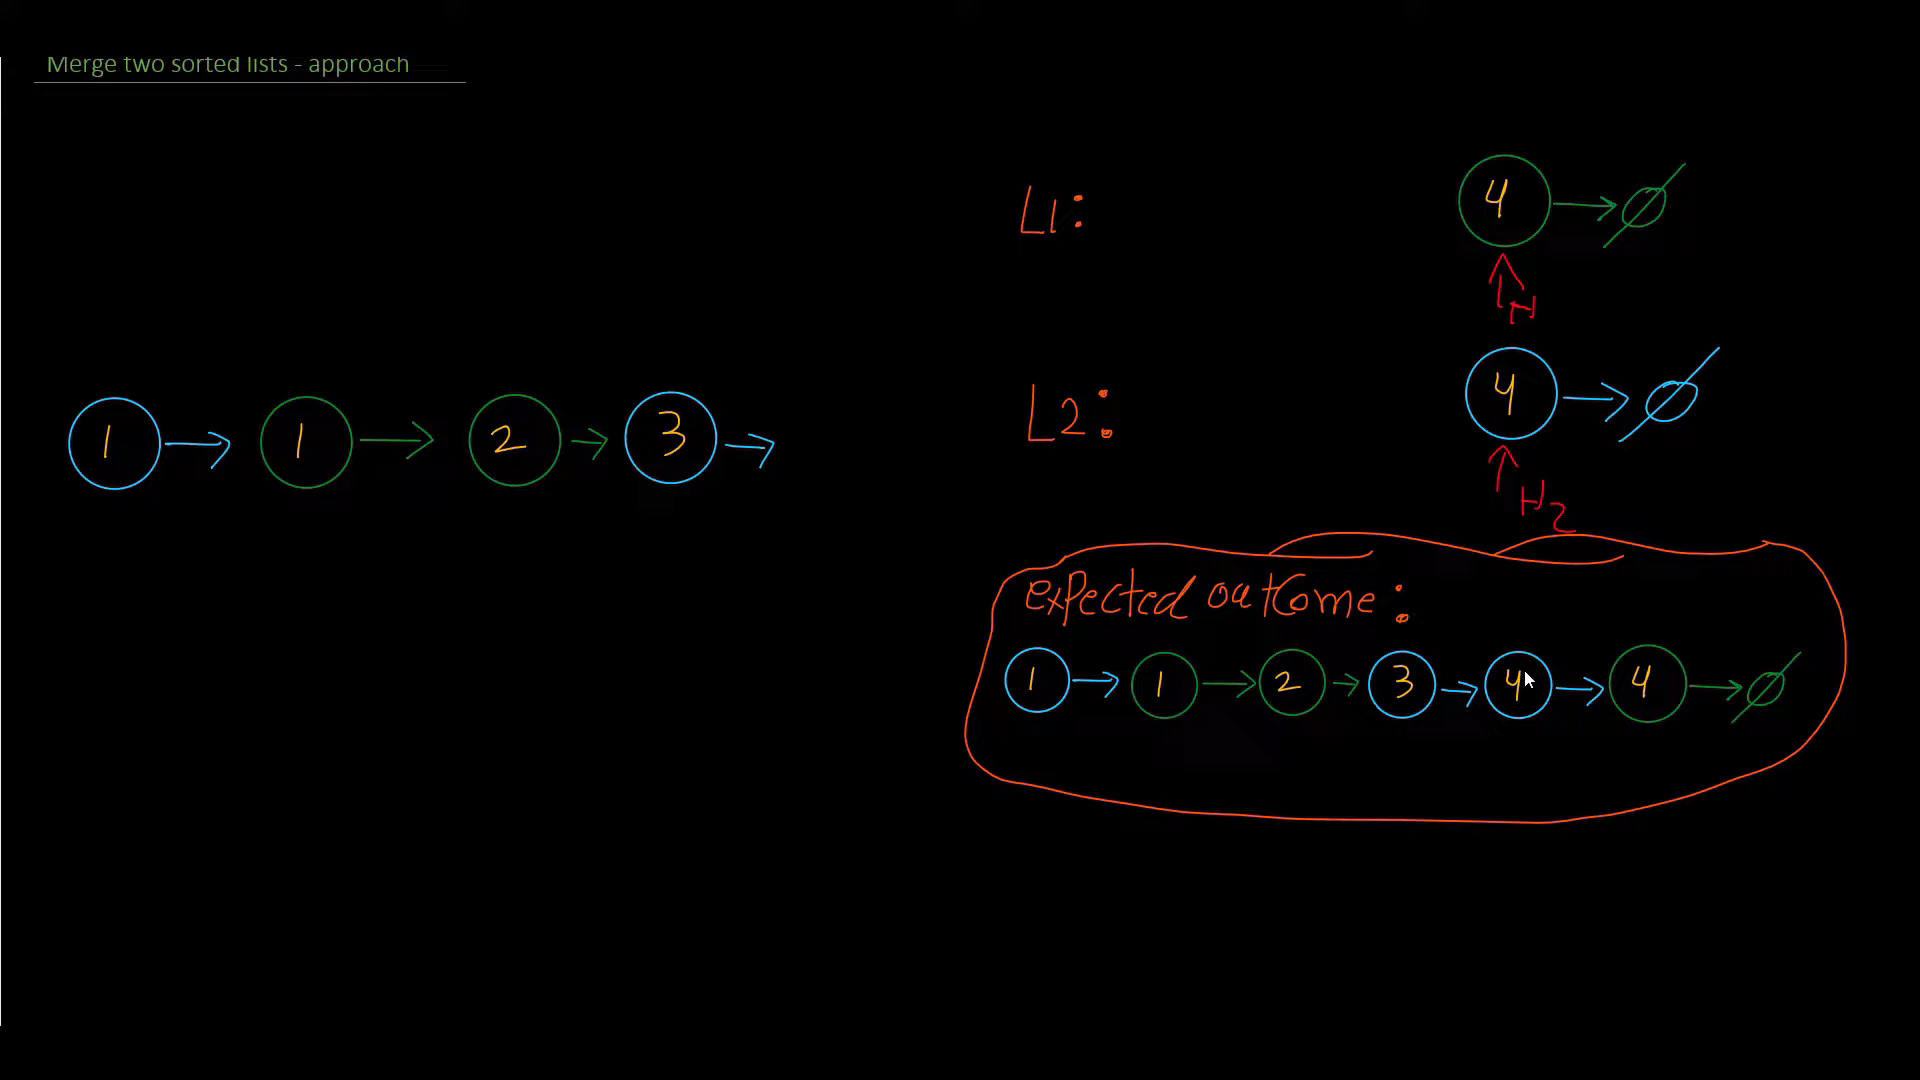 Merge two sorted lists - approach
L1: 4 → ∅
H
1 → 1 → 2 → 3 →
L2: 4 → ∅
H2
expected outcome:
1 → 1 → 2 → 3 → 4 → 4 → ∅